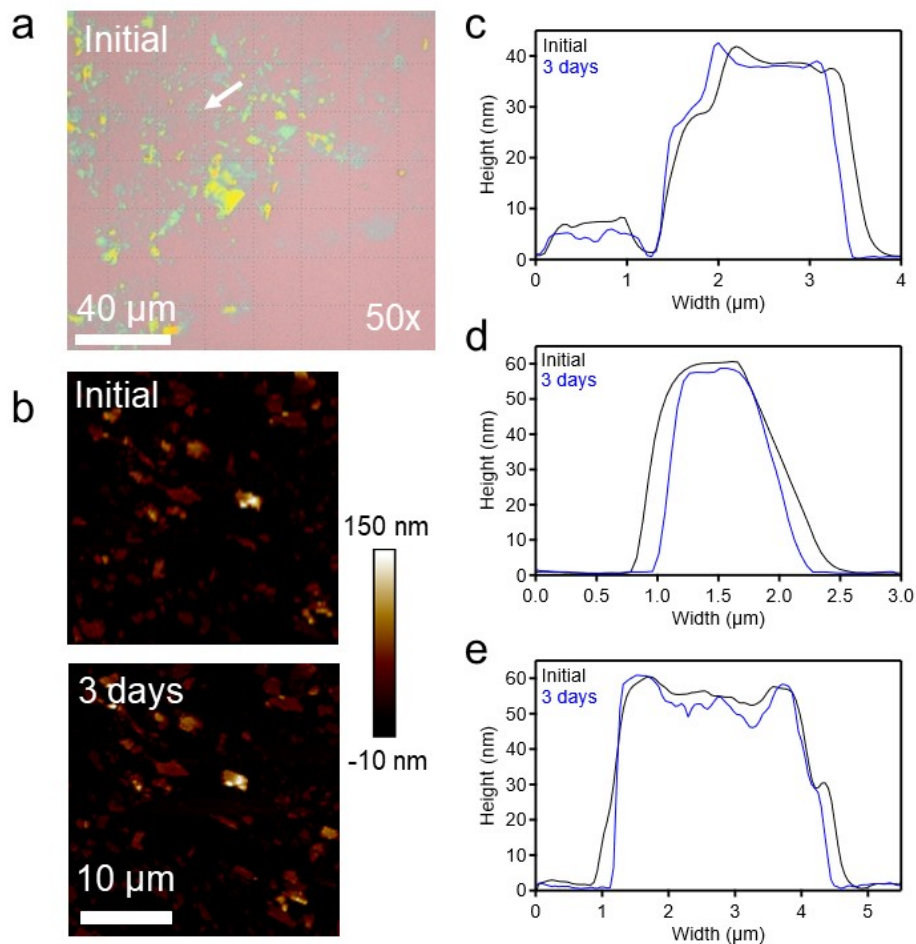 a
Initial
40 µm
50x
b
Initial
150 nm
-10 nm
3 days
10 µm
c
Initial
3 days
Height (nm)
40
30
20
10
0
0 1 2 3 4
Width (µm)
d
Initial
3 days
Height (nm)
60
50
40
30
20
10
0
0.0 0.5 1.0 1.5 2.0 2.5 3.0
Width (µm)
e
Initial
3 days
Height (nm)
60
50
40
30
20
10
0
0 1 2 3 4 5
Width (µm)